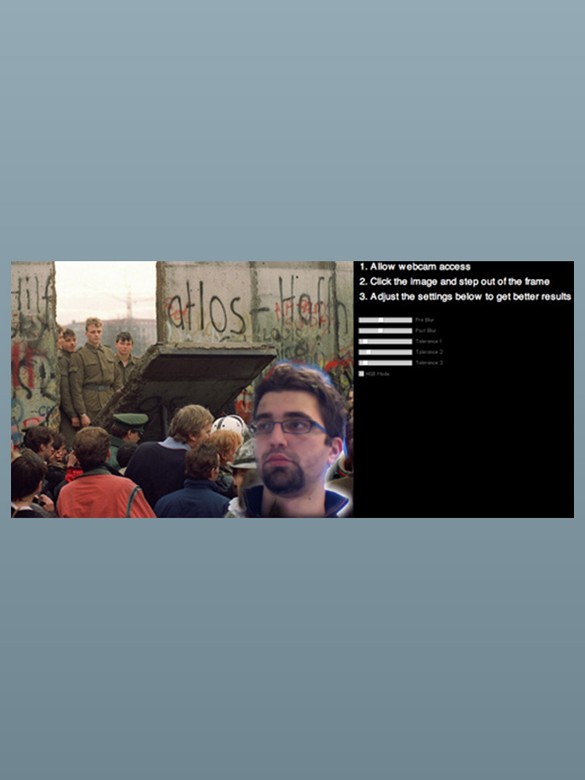 atlos - Haft
1. Allow webcam access
2. Click the image and step out of the frame
3. Adjust the settings below to get better results
Pre Blur
Post Blur
Tolerance 1
Tolerance 2
Tolerance 3
HSB Mode